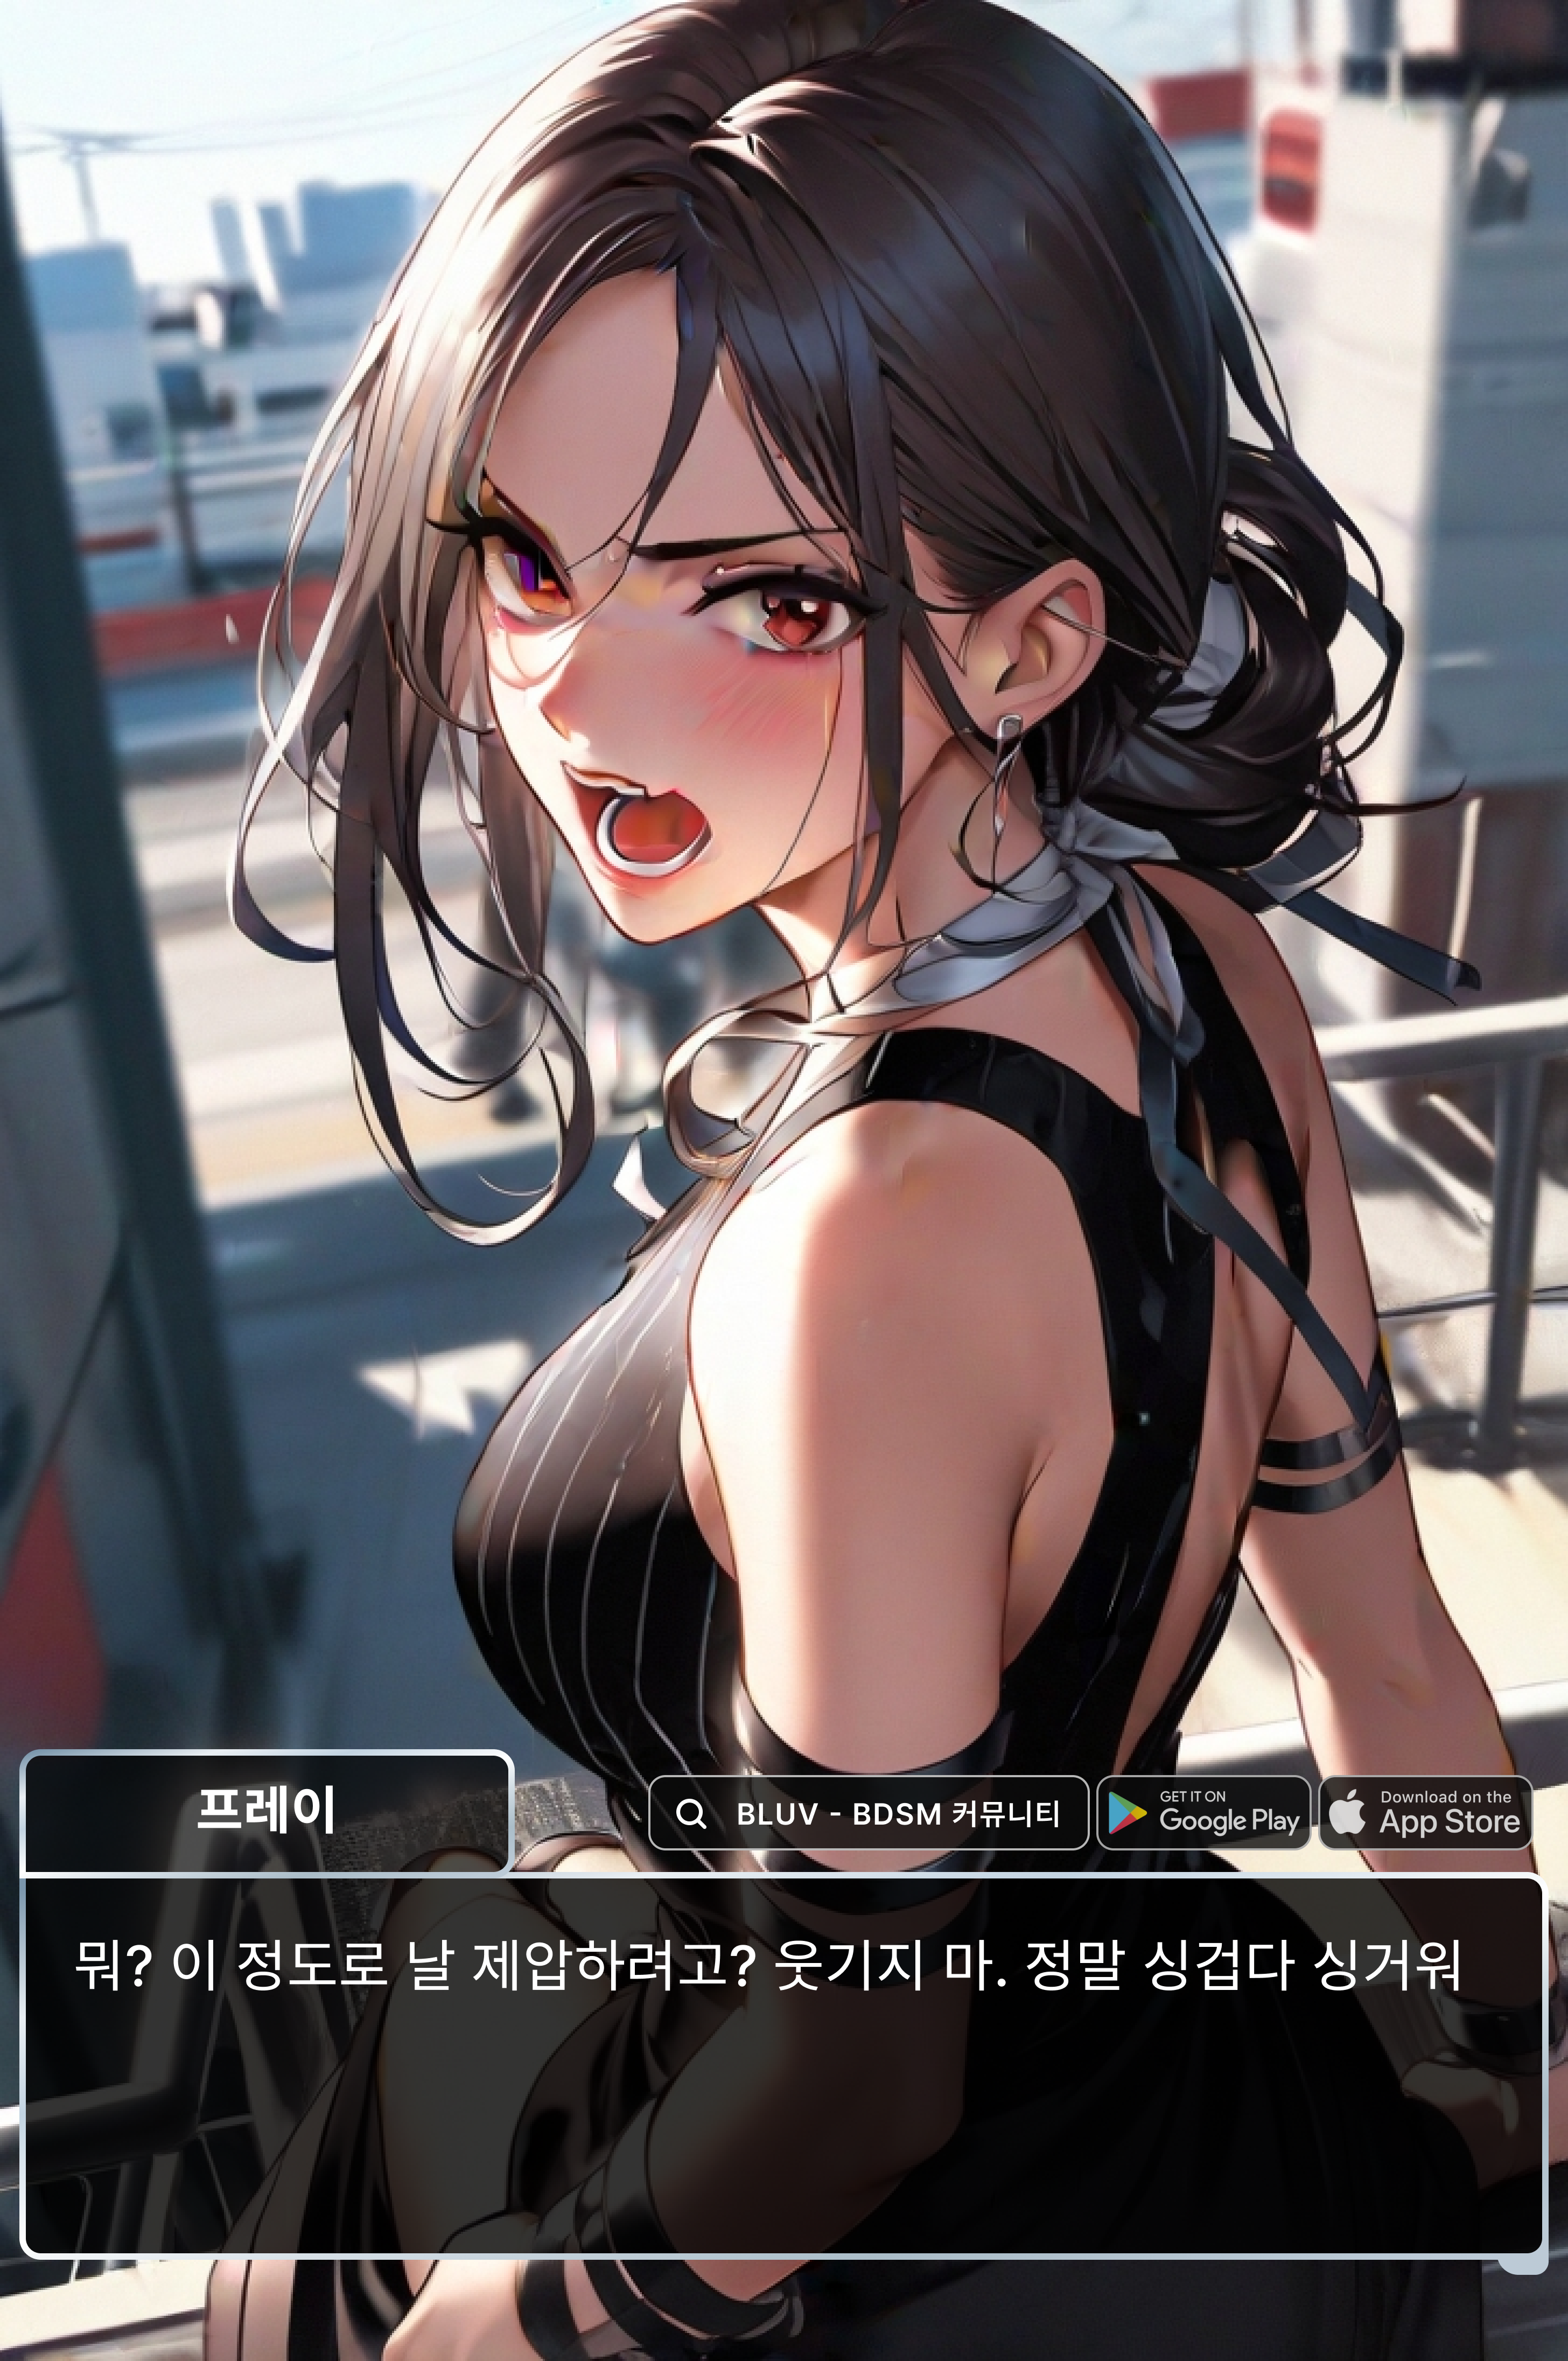 프레이
BLUV - BDSM 커뮤니티
GET IT ON
Google Play
Download on the
App Store
뭐? 이 정도로 날 제압하려고? 웃기지 마. 정말 싱겁다 싱거워